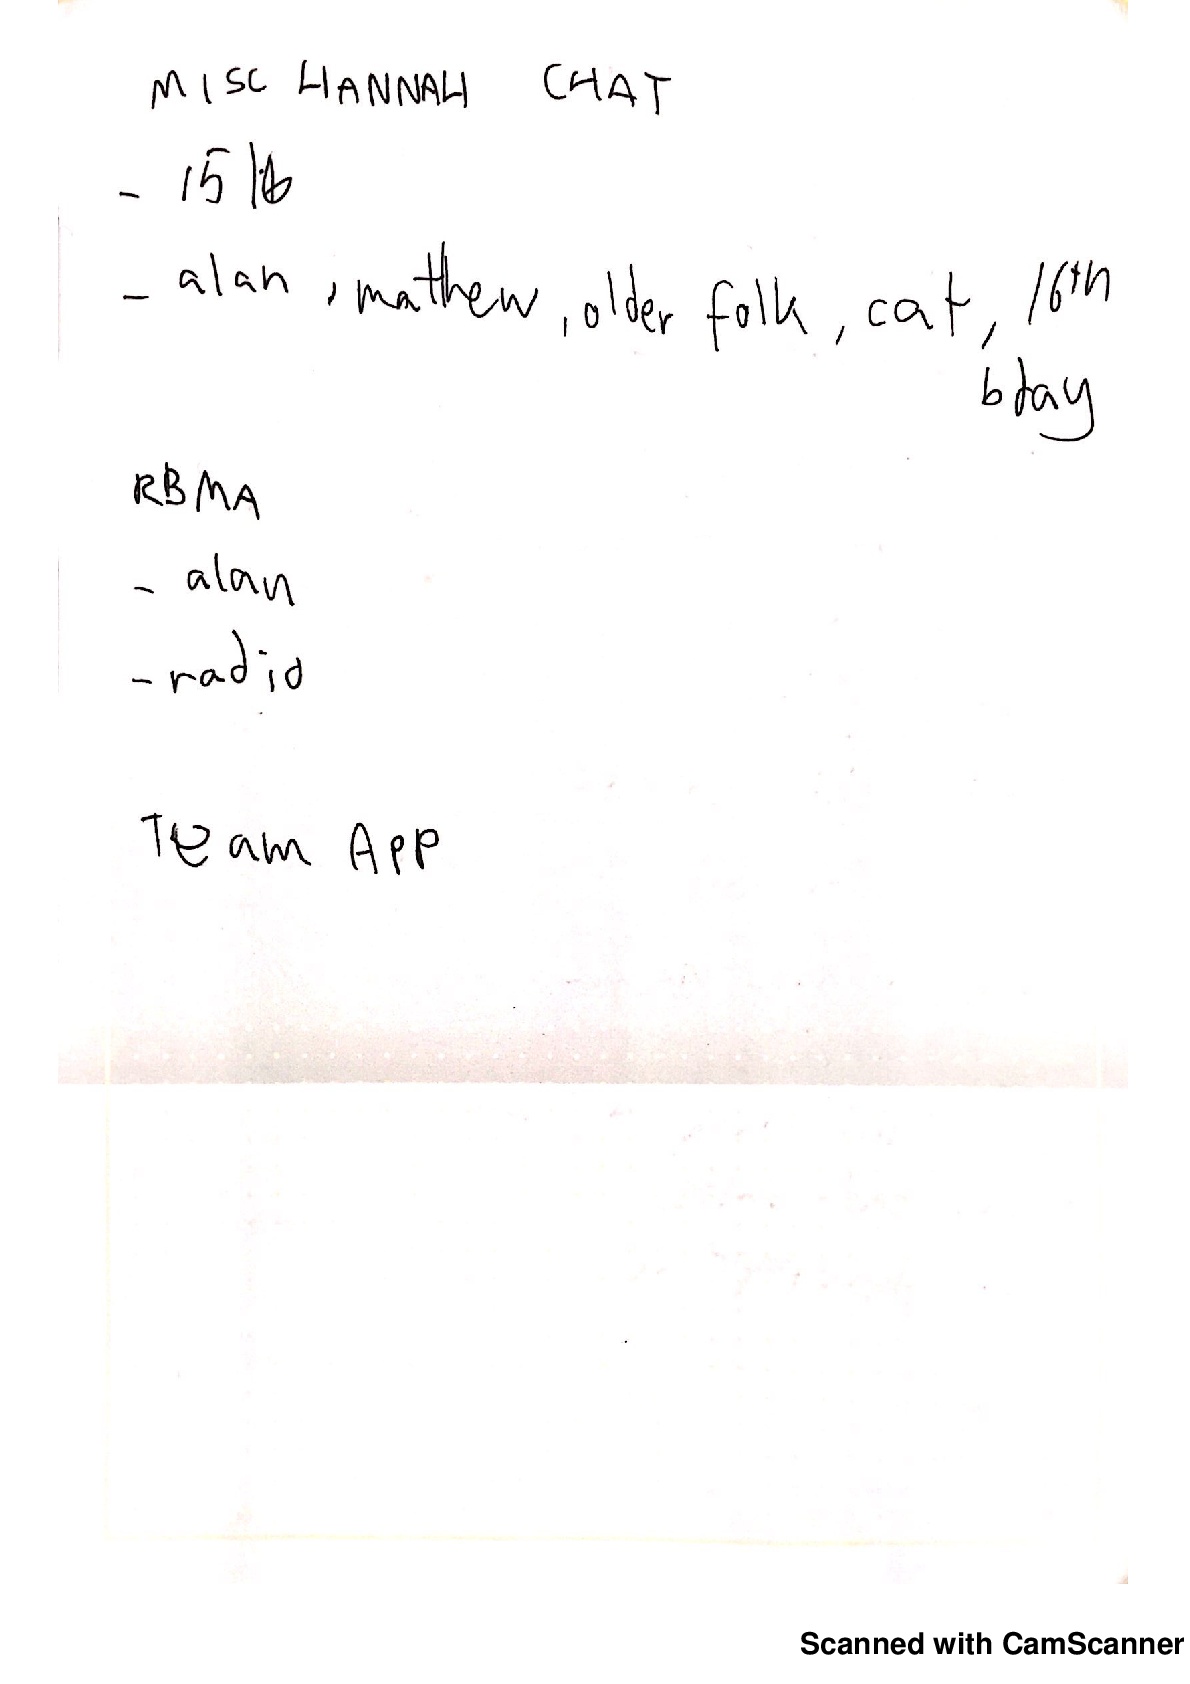 MISC HANNAH CHAT
- 15 lb
- alan, mathew, older folk, cat, 16th
bday
RBMA
- alan
- radio
Team App
Scanned with CamScanner